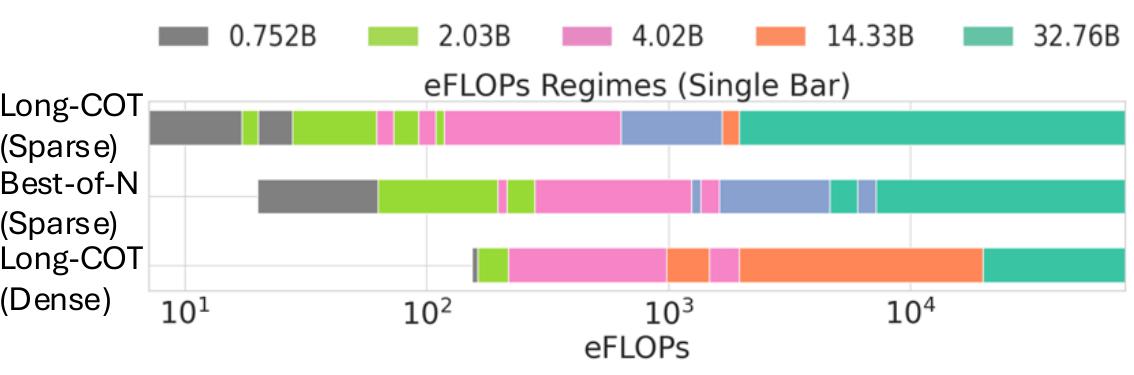 0.752B 2.03B 4.02B 14.33B 32.76B
eFLOPs Regimes (Single Bar)
Long-COT
(Sparse)
Best-of-N
(Sparse)
Long-COT
(Dense)
10¹ 10² 10³ 10⁴
eFLOPs